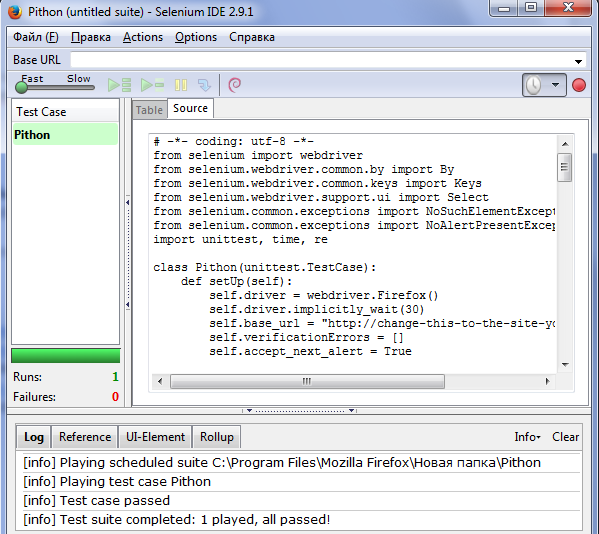 Pithon (untitled suite) - Selenium IDE 2.9.1
Файл (F) Правка Actions Options Справка
Base URL
Fast Slow
Test Case
Pithon
Table Source
# -*- coding: utf-8 -*-
from selenium import webdriver
from selenium.webdriver.common.by import By
from selenium.webdriver.common.keys import Keys
from selenium.webdriver.support.ui import Select
from selenium.common.exceptions import NoSuchElementExcept
from selenium.common.exceptions import NoAlertPresentExcep
import unittest, time, re
class Pithon(unittest.TestCase):
def setUp(self):
self.driver = webdriver.Firefox()
self.driver.implicitly_wait(30)
self.base_url = "http://change-this-to-the-site-yo
self.verificationErrors = []
self.accept_next_alert = True
Runs: 1
Failures: 0
Log Reference UI-Element Rollup Info Clear
[info] Playing scheduled suite C:\Program Files\Mozilla Firefox\Новая папка\Pithon
[info] Playing test case Pithon
[info] Test case passed
[info] Test suite completed: 1 played, all passed!